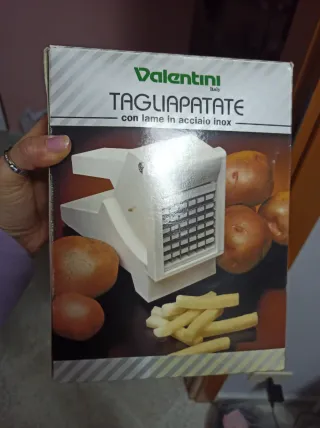 Valentini
Italy
TAGLIAPATATE
con lame in acciaio inox